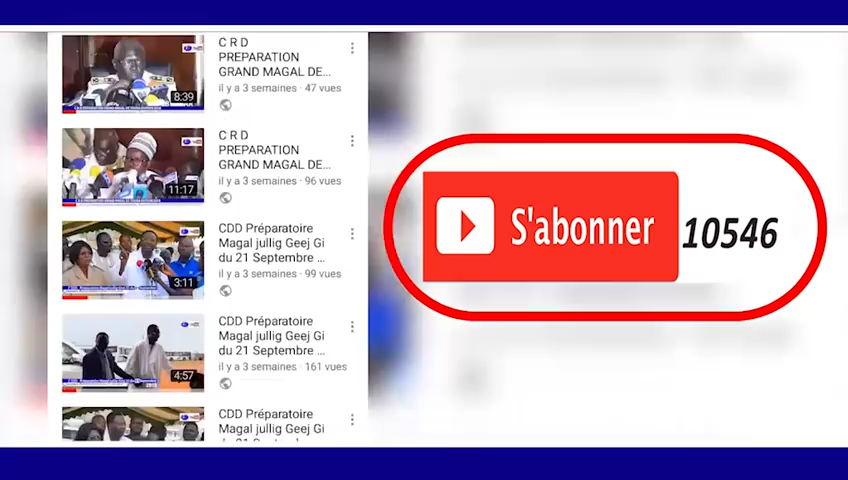 C R D
PREPARATION
GRAND MAGAL DE...
il y a 3 semaines · 47 vues
8:39
C R D
PREPARATION
GRAND MAGAL DE...
il y a 3 semaines · 96 vues
11:17
CDD Préparatoire
Magal jullig Geej Gi
du 21 Septembre ...
il y a 3 semaines · 99 vues
3:11
CDD Préparatoire
Magal jullig Geej Gi
du 21 Septembre ...
il y a 3 semaines · 161 vues
4:57
CDD Préparatoire
Magal jullig Geej Gi
S'abonner
10546